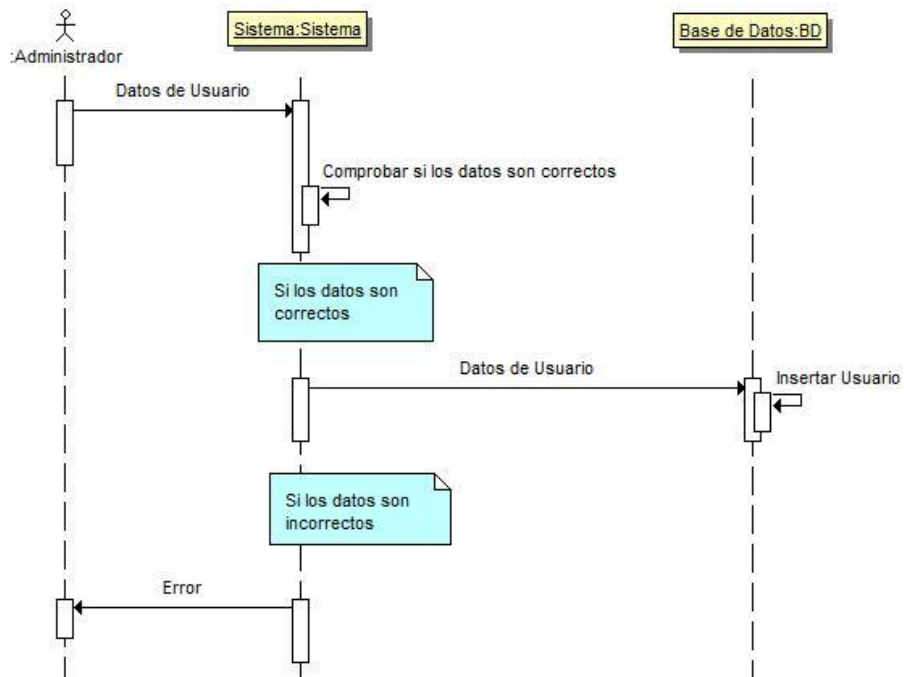 Sistema:Sistema
Base de Datos:BD
:Administrador
Datos de Usuario
Comprobar si los datos son correctos
Si los datos son
correctos
Datos de Usuario
Insertar Usuario
Si los datos son
incorrectos
Error